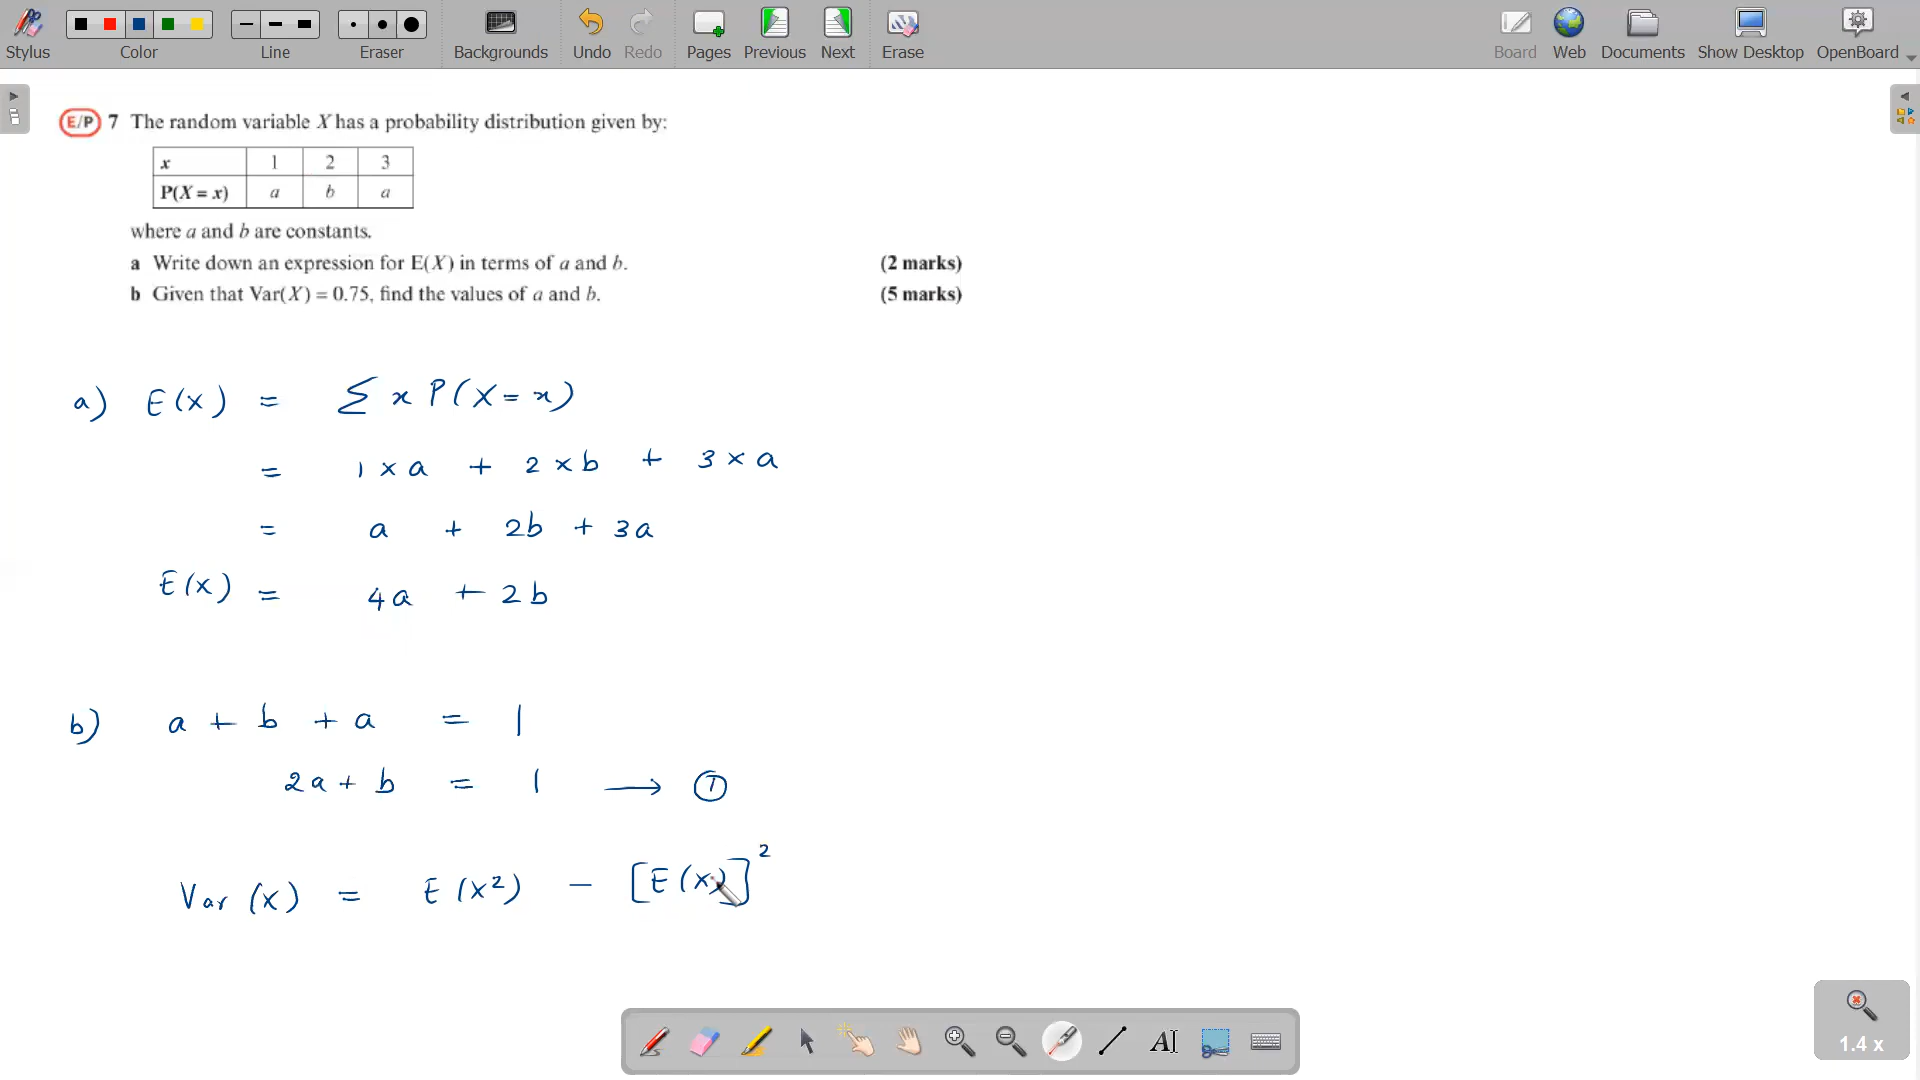 Stylus Color Line Eraser Backgrounds Undo Redo Pages Previous Next Erase Board Web Documents Show Desktop OpenBoard
E/P 7 The random variable X has a probability distribution given by:
x 1 2 3
P(X = x) a b a
where a and b are constants.
a Write down an expression for E(X) in terms of a and b. (2 marks)
b Given that Var(X) = 0.75, find the values of a and b. (5 marks)
a) E(x) = Σ x P(X = x)
= 1 × a + 2 × b + 3 × a
= a + 2b + 3a
E(x) = 4a + 2b
b) a + b + a = 1
2a + b = 1 → ①
Var (x) = E(x²) − [E(x)]²
AI
1.4 x